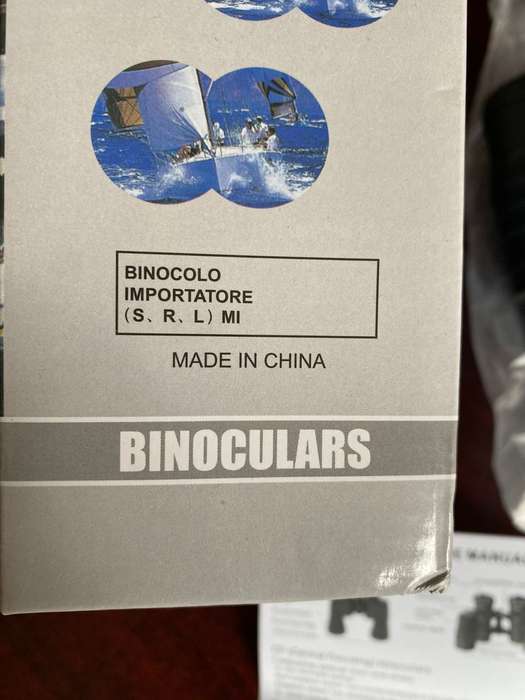 BINOCOLO
IMPORTATORE
(S、R、L) MI
MADE IN CHINA
BINOCULARS